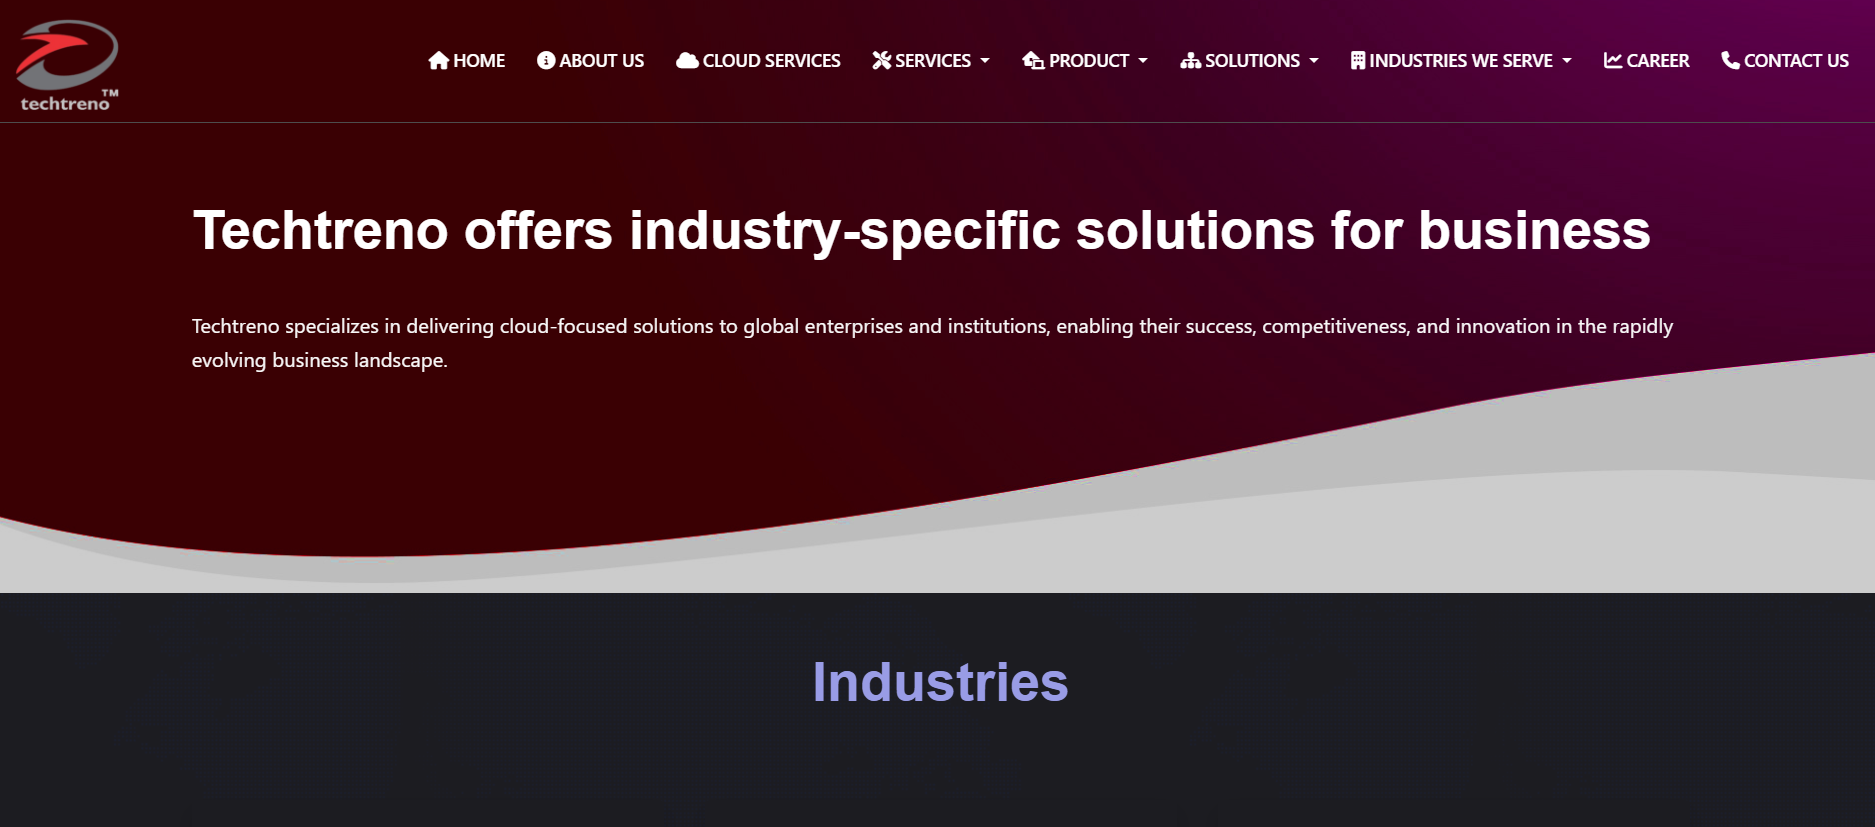 techtreno™
HOME
ABOUT US
CLOUD SERVICES
SERVICES
PRODUCT
SOLUTIONS
INDUSTRIES WE SERVE
CAREER
CONTACT US
Techtreno offers industry-specific solutions for business
Techtreno specializes in delivering cloud-focused solutions to global enterprises and institutions, enabling their success, competitiveness, and innovation in the rapidly
evolving business landscape.
Industries